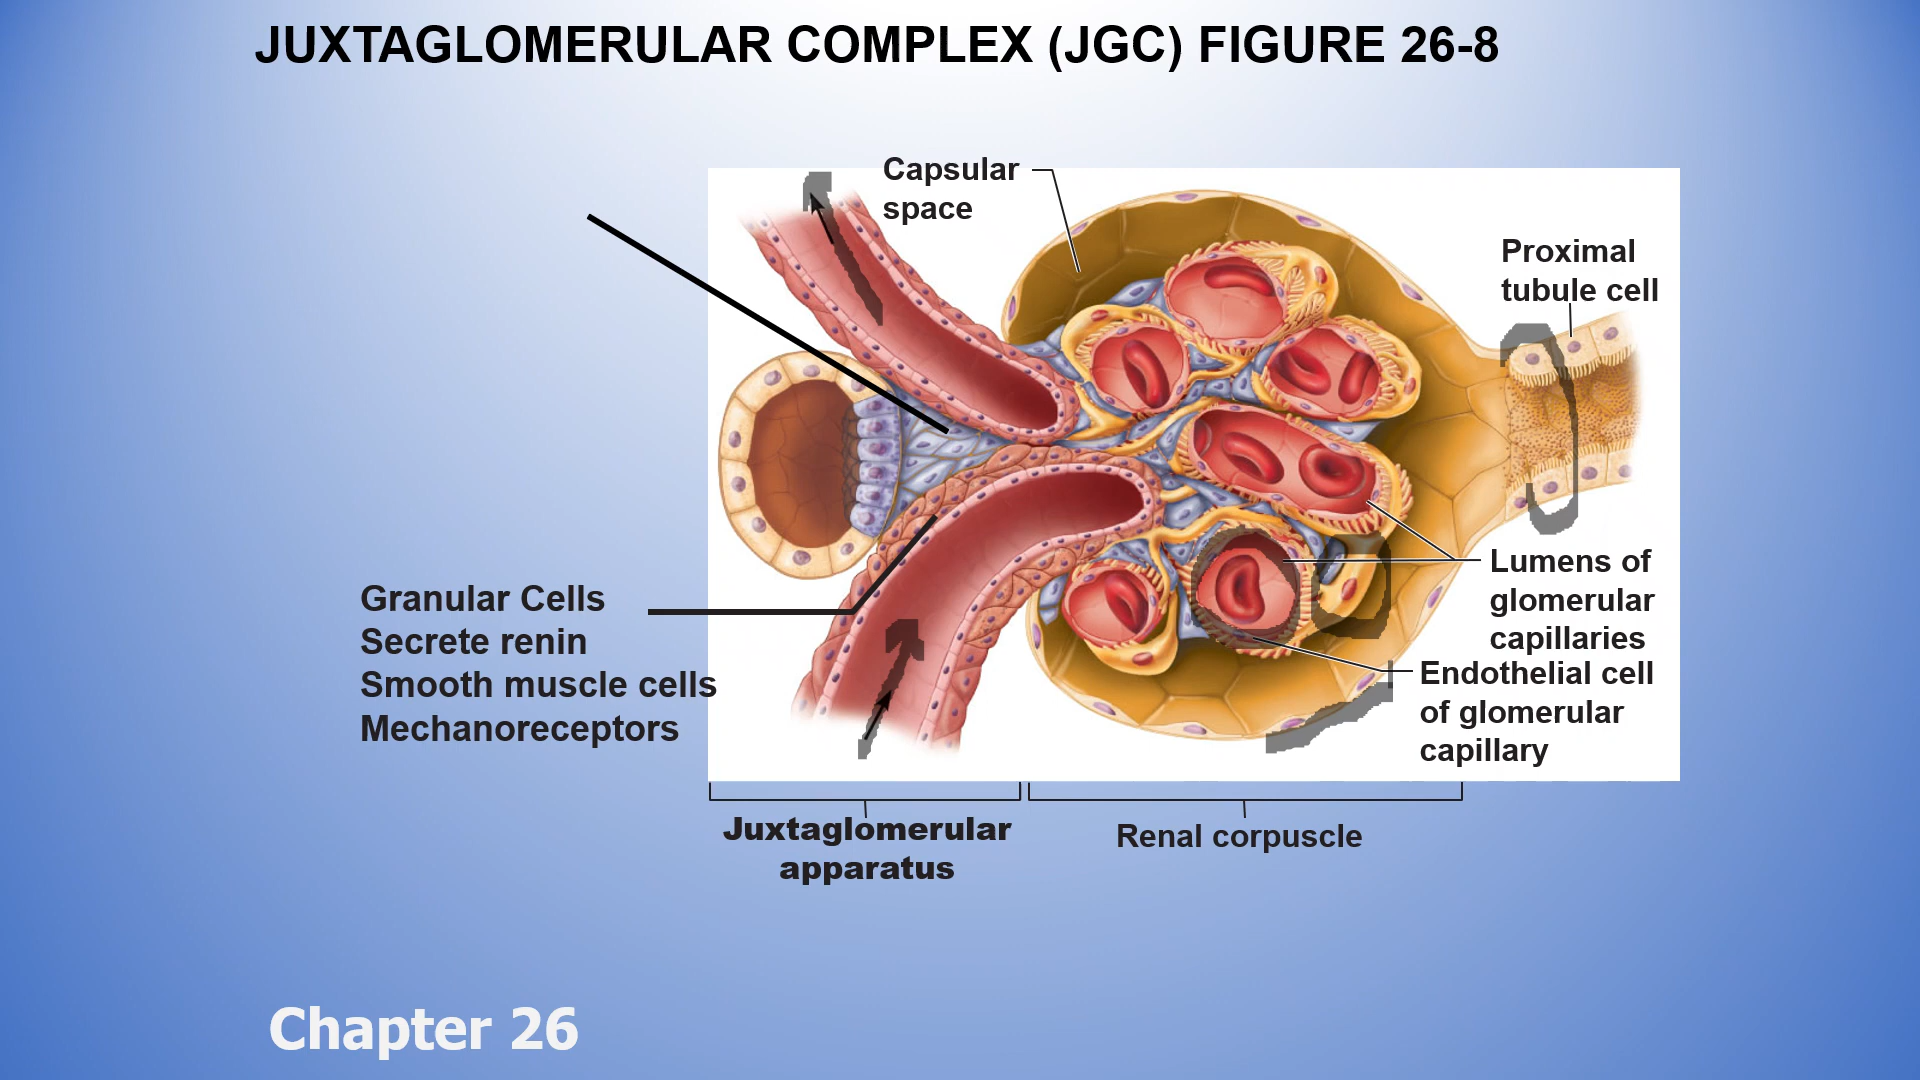 JUXTAGLOMERULAR COMPLEX (JGC) FIGURE 26-8
Capsular
space
Proximal
tubule cell
Granular Cells
Secrete renin
Smooth muscle cells
Mechanoreceptors
Lumens of
glomerular
capillaries
Endothelial cell
of glomerular
capillary
Juxtaglomerular
apparatus
Renal corpuscle
Chapter 26